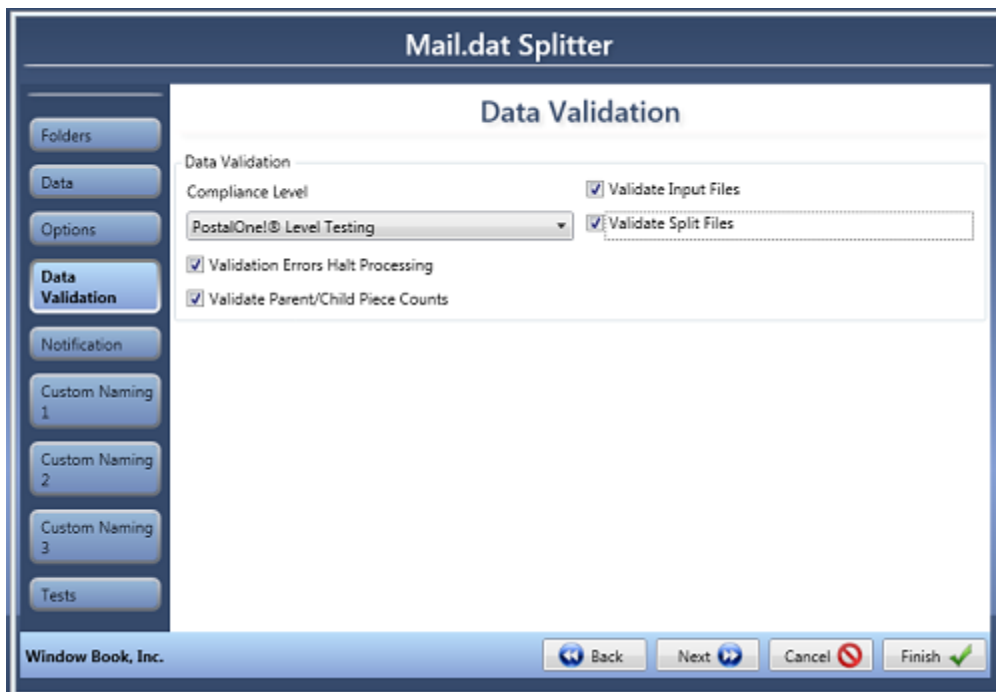 Mail.dat Splitter
Folders
Data
Options
Data
Validation
Notification
Custom Naming
1
Custom Naming
2
Custom Naming
3
Tests
Data Validation
Data Validation
Compliance Level
PostalOne!® Level Testing
Validation Errors Halt Processing
Validate Parent/Child Piece Counts
Validate Input Files
Validate Split Files
Window Book, Inc.
Back
Next
Cancel
Finish